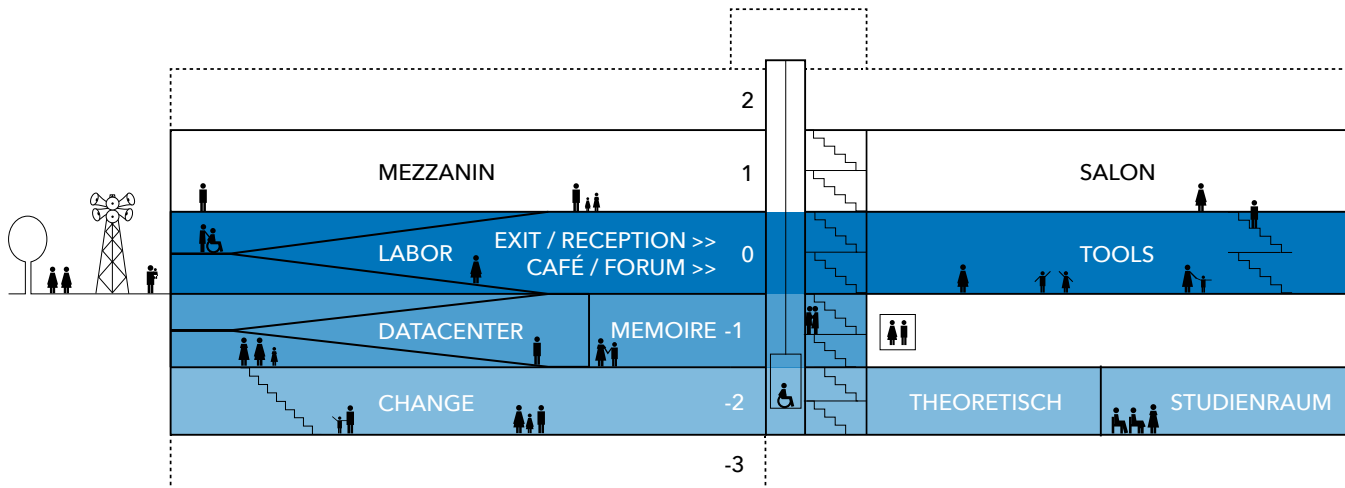 2
MEZZANIN 1 SALON
LABOR EXIT / RECEPTION >> 0 TOOLS
CAFÉ / FORUM >>
DATACENTER MEMOIRE -1
CHANGE -2 THEORETISCH STUDIENRAUM
-3